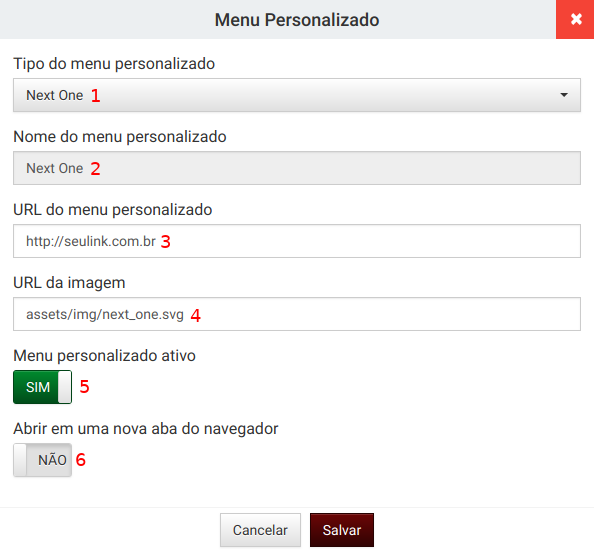 Menu Personalizado
Tipo do menu personalizado
Next One 1
Nome do menu personalizado
Next One 2
URL do menu personalizado
http://seulink.com.br 3
URL da imagem
assets/img/next_one.svg 4
Menu personalizado ativo
SIM 5
Abrir em uma nova aba do navegador
NÃO 6
Cancelar Salvar